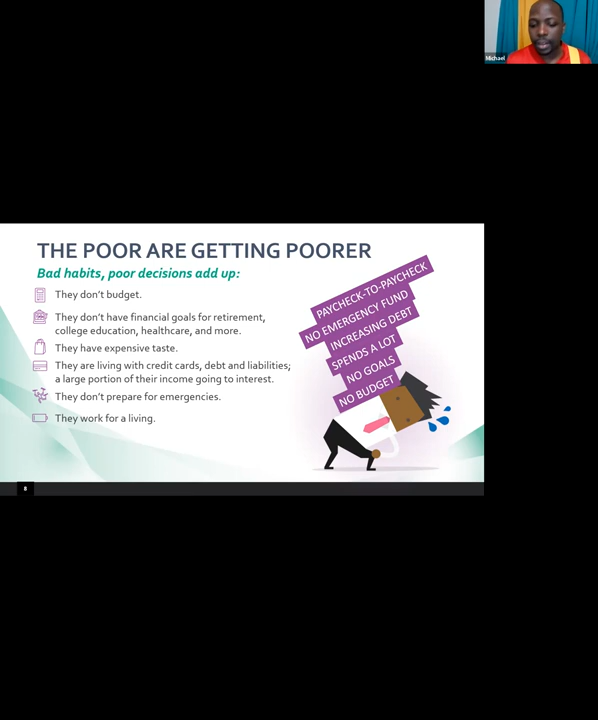 Michael
THE POOR ARE GETTING POORER
Bad habits, poor decisions add up:
They don't budget.
They don't have financial goals for retirement,
college education, healthcare, and more.
They have expensive taste.
They are living with credit cards, debt and liabilities;
a large portion of their income going to interest.
They don't prepare for emergencies.
They work for a living.
PAYCHECK-TO-PAYCHECK
NO EMERGENCY FUND
INCREASING DEBT
SPENDS A LOT
NO GOALS
NO BUDGET
8